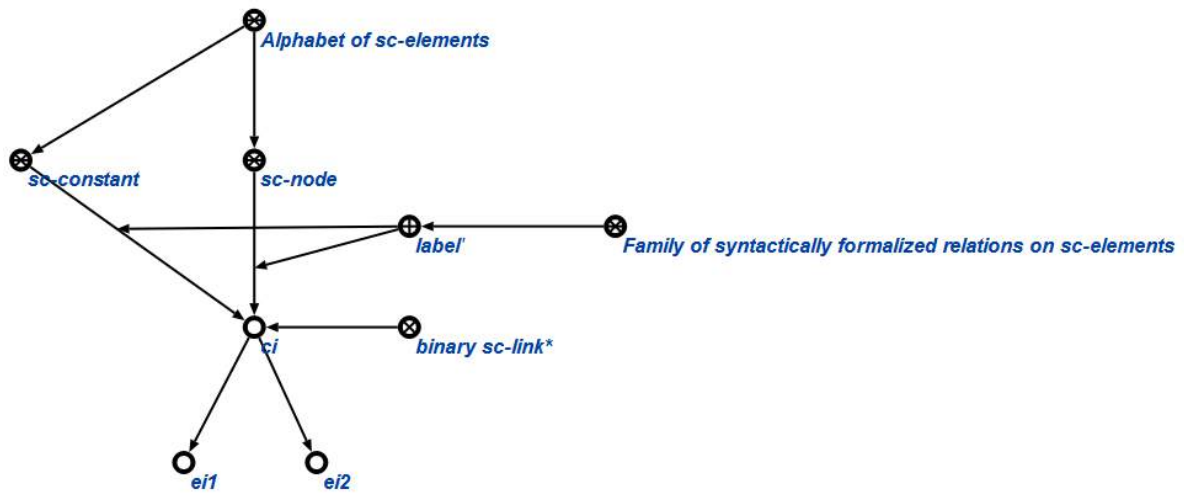 Alphabet of sc-elements
sc-constant
sc-node
label'
Family of syntactically formalized relations on sc-elements
ci
binary sc-link*
ei1
ei2